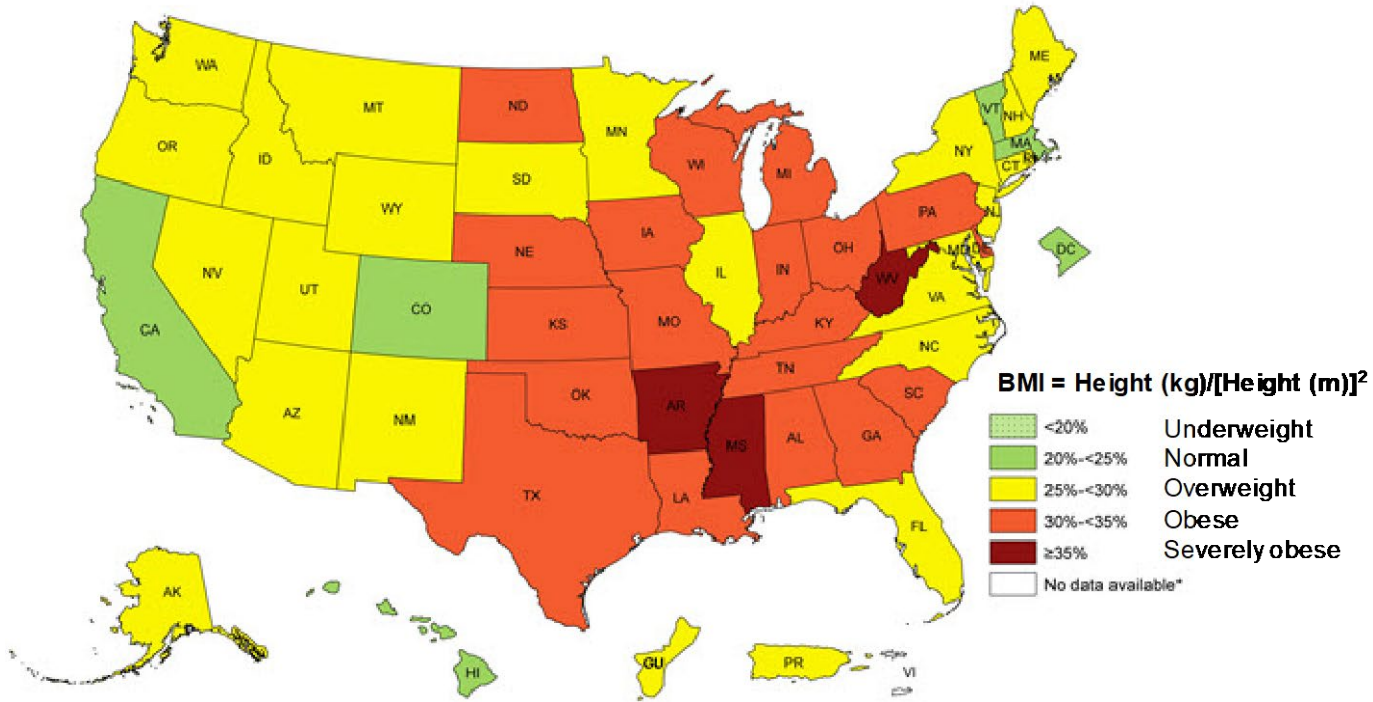 WA
MT
ND
MN
ME
VT
NH
OR
ID
SD
WI
NY
MA
CT
RI
WY
MI
PA
NJ
IA
NE
OH
MD
DE
DC
NV
UT
CO
IL
IN
WV
VA
CA
KS
MO
KY
NC
AZ
NM
OK
TN
AR
SC
MS
AL
GA
TX
LA
FL
BMI = Height (kg)/[Height (m)]²
<20% Underweight
20%-<25% Normal
25%-<30% Overweight
30%-<35% Obese
≥35% Severely obese
No data available*
AK
HI
GU
PR
VI